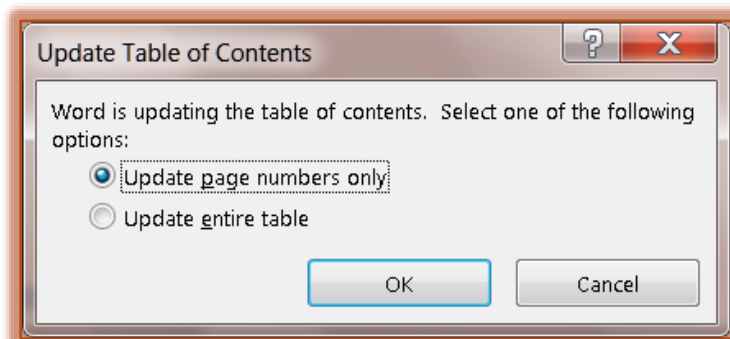 Update Table of Contents
Word is updating the table of contents.  Select one of the following
options:
Update page numbers only
Update entire table
OK
Cancel